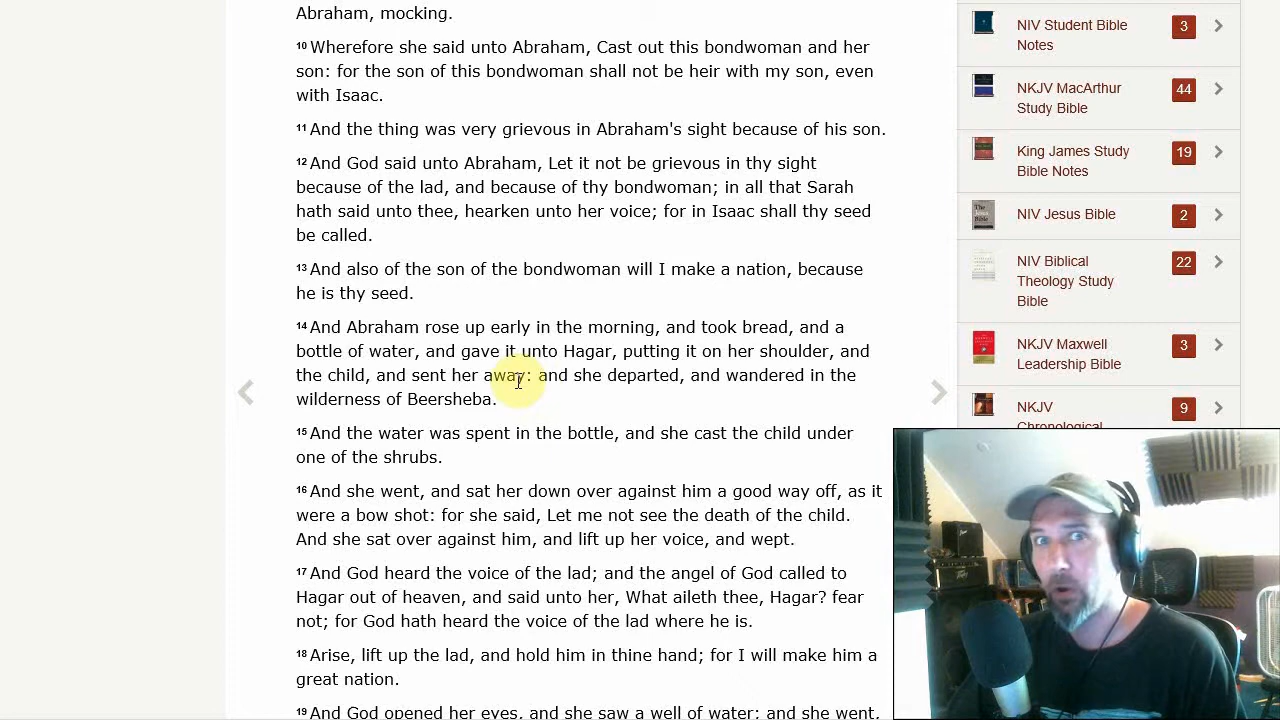 Abraham, mocking.
10 Wherefore she said unto Abraham, Cast out this bondwoman and her
son: for the son of this bondwoman shall not be heir with my son, even
with Isaac.
11 And the thing was very grievous in Abraham's sight because of his son.
12 And God said unto Abraham, Let it not be grievous in thy sight
because of the lad, and because of thy bondwoman; in all that Sarah
hath said unto thee, hearken unto her voice; for in Isaac shall thy seed
be called.
13 And also of the son of the bondwoman will I make a nation, because
he is thy seed.
14 And Abraham rose up early in the morning, and took bread, and a
bottle of water, and gave it unto Hagar, putting it on her shoulder, and
the child, and sent her away: and she departed, and wandered in the
wilderness of Beersheba.
15 And the water was spent in the bottle, and she cast the child under
one of the shrubs.
16 And she went, and sat her down over against him a good way off, as it
were a bow shot: for she said, Let me not see the death of the child.
And she sat over against him, and lift up her voice, and wept.
17 And God heard the voice of the lad; and the angel of God called to
Hagar out of heaven, and said unto her, What aileth thee, Hagar? fear
not; for God hath heard the voice of the lad where he is.
18 Arise, lift up the lad, and hold him in thine hand; for I will make him a
great nation.
19 And God opened her eyes, and she saw a well of water; and she went,
NIV Student Bible
Notes
3
NKJV MacArthur
Study Bible
44
King James Study
Bible Notes
19
NIV Jesus Bible
2
NIV Biblical
Theology Study
Bible
22
NKJV Maxwell
Leadership Bible
3
NKJV
Chronological
9